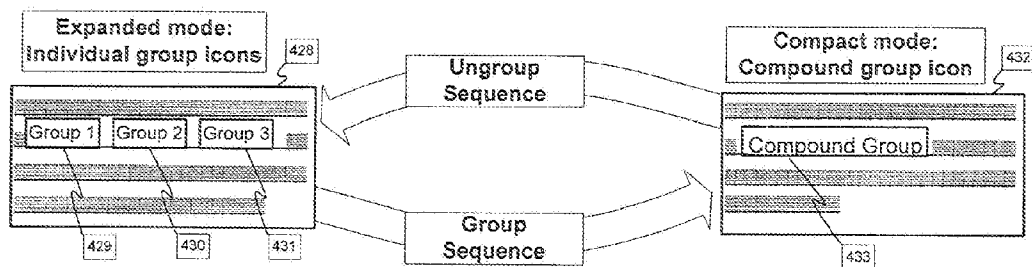 Expanded mode:
Individual group icons
428
Group 1
Group 2
Group 3
429
430
431
Ungroup
Sequence
Group
Sequence
Compact mode:
Compound group icon
432
Compound Group
433